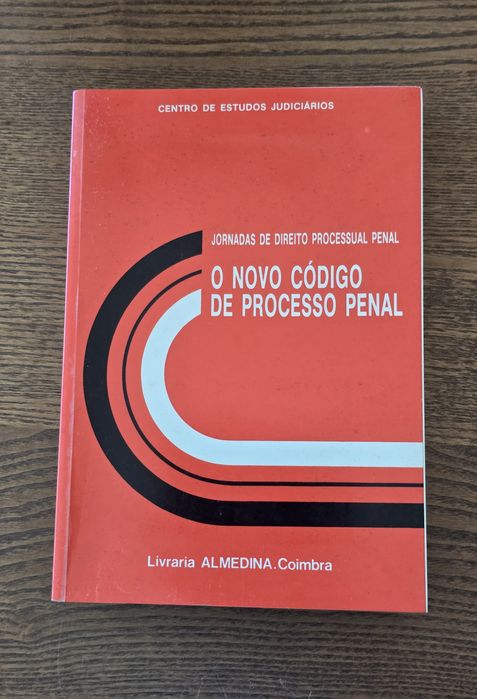 CENTRO DE ESTUDOS JUDICIÁRIOS
JORNADAS DE DIREITO PROCESSUAL PENAL
O NOVO CÓDIGO
DE PROCESSO PENAL
Livraria ALMEDINA.Coimbra